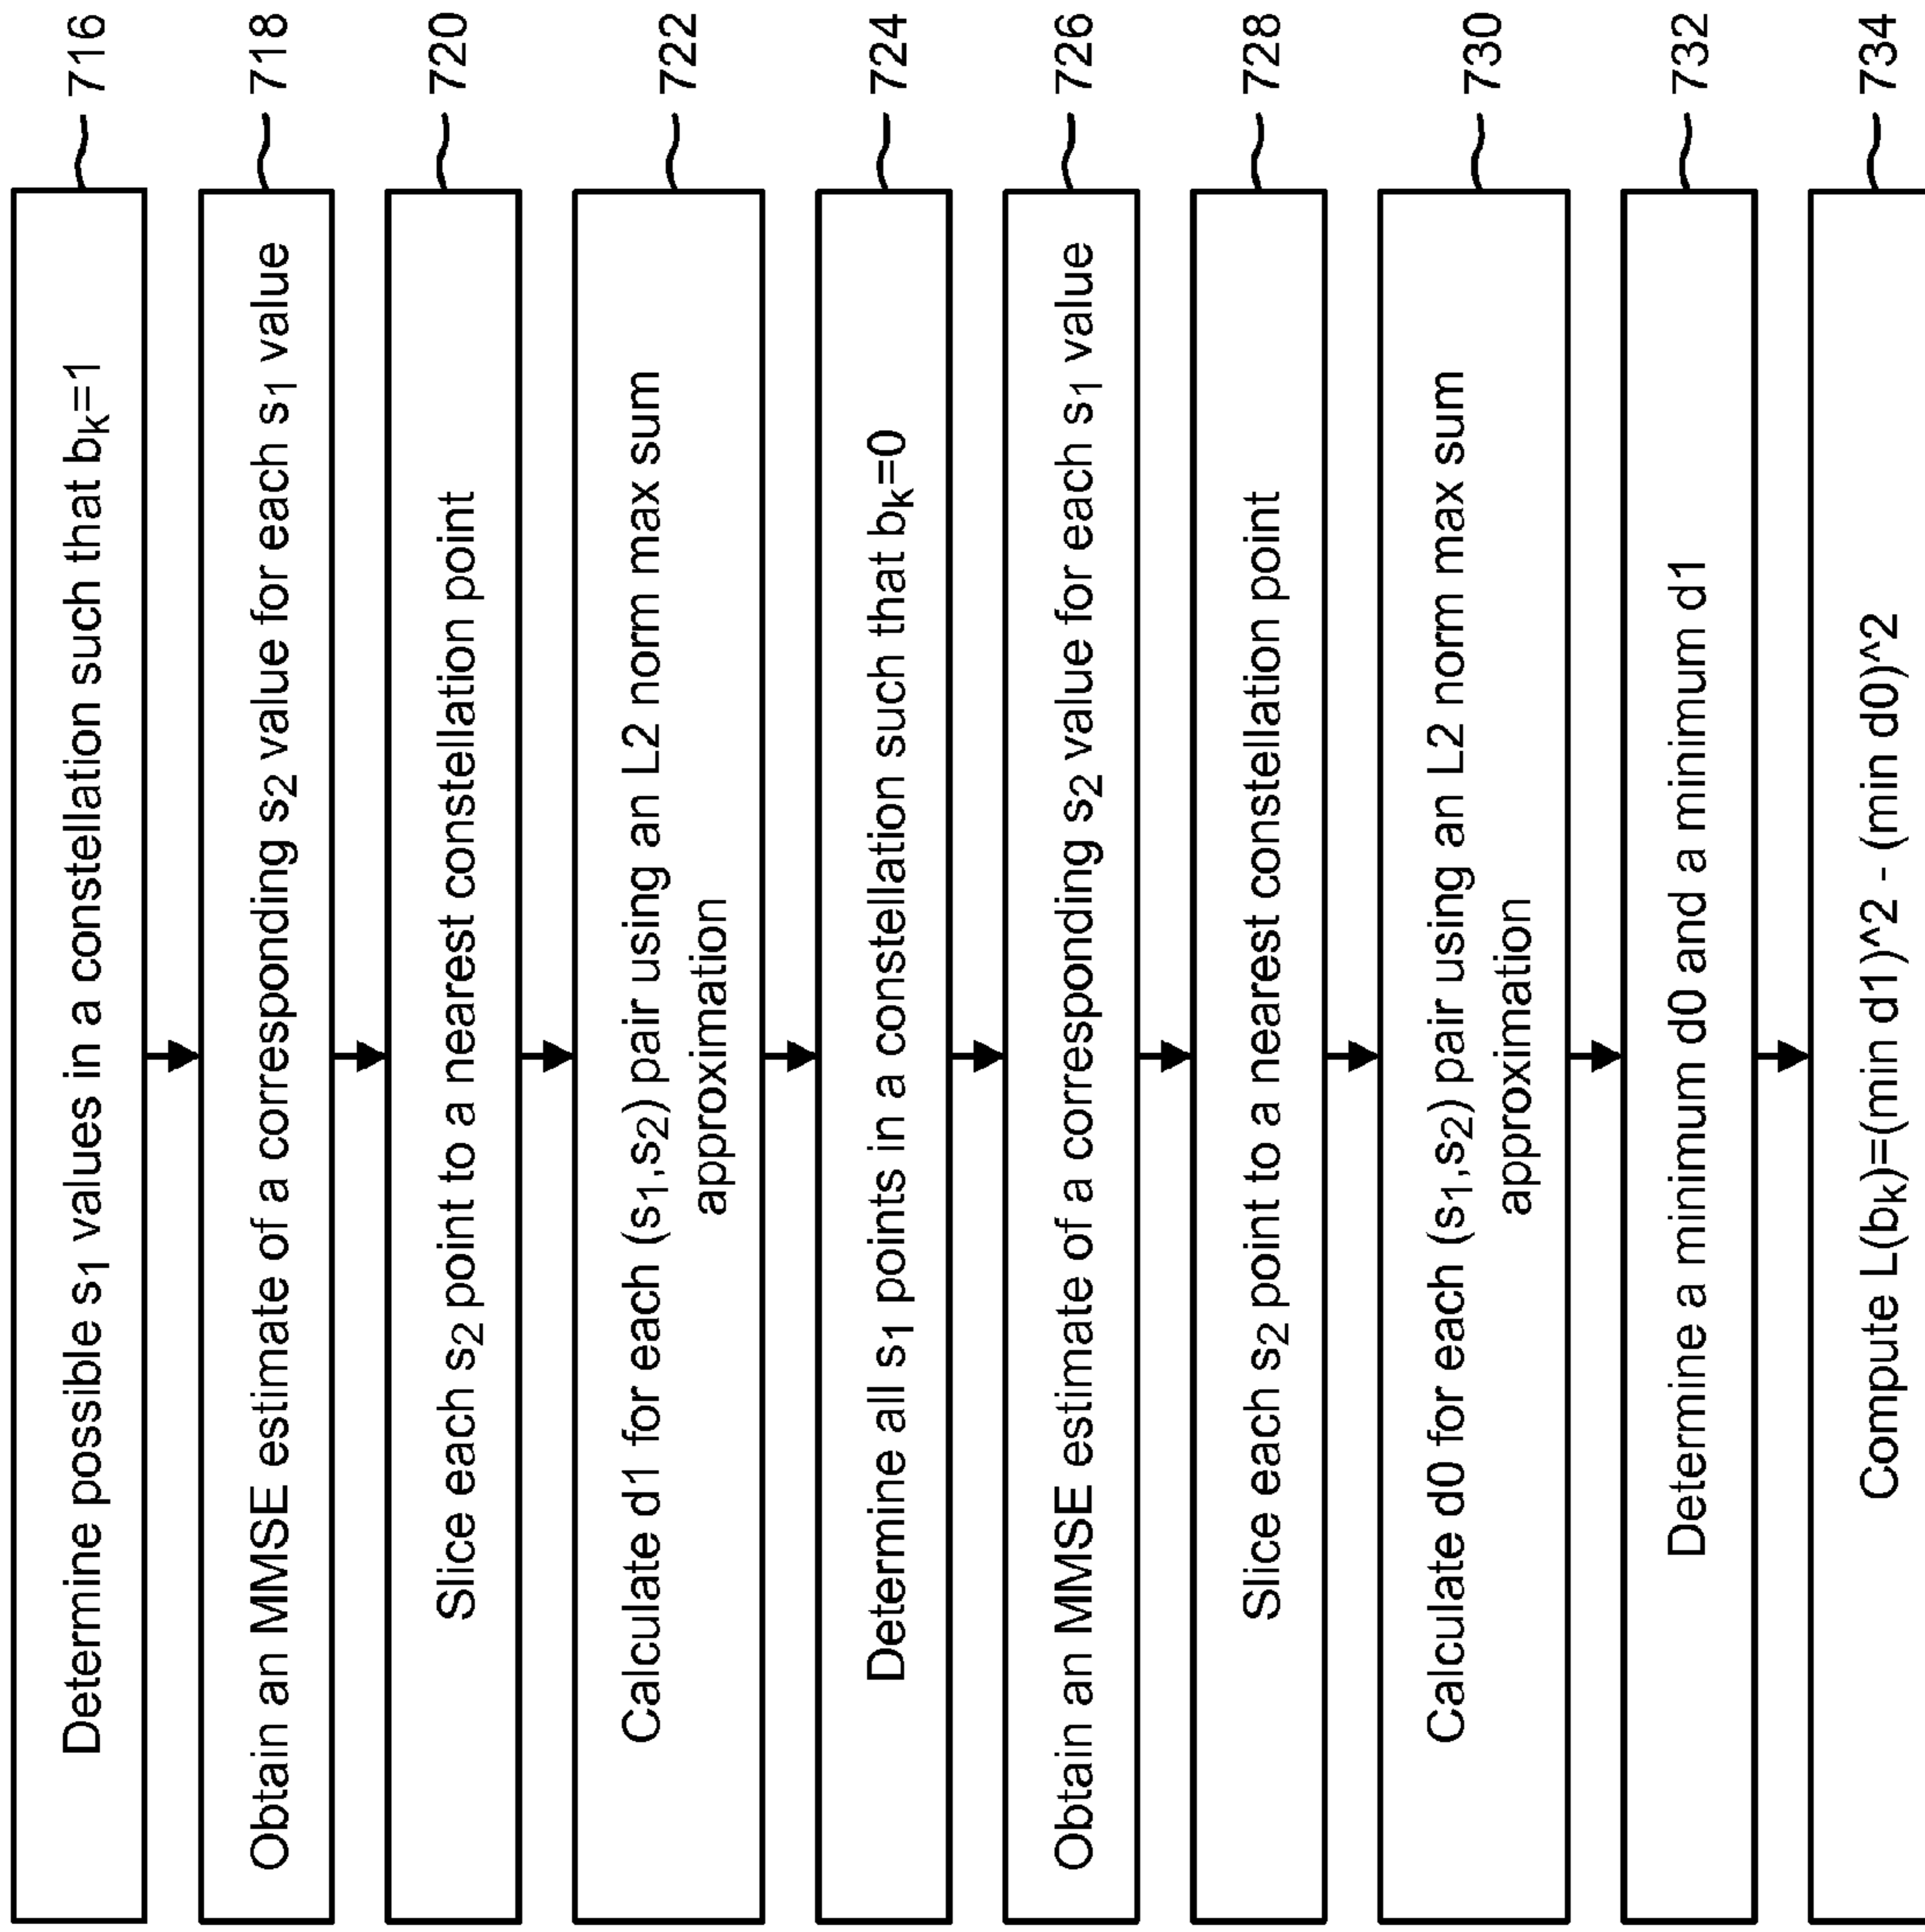 Determine possible s₁ values in a constellation such that bₖ=1
716
Obtain an MMSE estimate of a corresponding s₂ value for each s₁ value
718
Slice each s₂ point to a nearest constellation point
720
Calculate d1 for each (s₁,s₂) pair using an L2 norm max sum
approximation
722
Determine all s₁ points in a constellation such that bₖ=0
724
Obtain an MMSE estimate of a corresponding s₂ value for each s₁ value
726
Slice each s₂ point to a nearest constellation point
728
Calculate d0 for each (s₁,s₂) pair using an L2 norm max sum
approximation
730
Determine a minimum d0 and a minimum d1
732
Compute L(bₖ)=(min d1)^2 - (min d0)^2
734